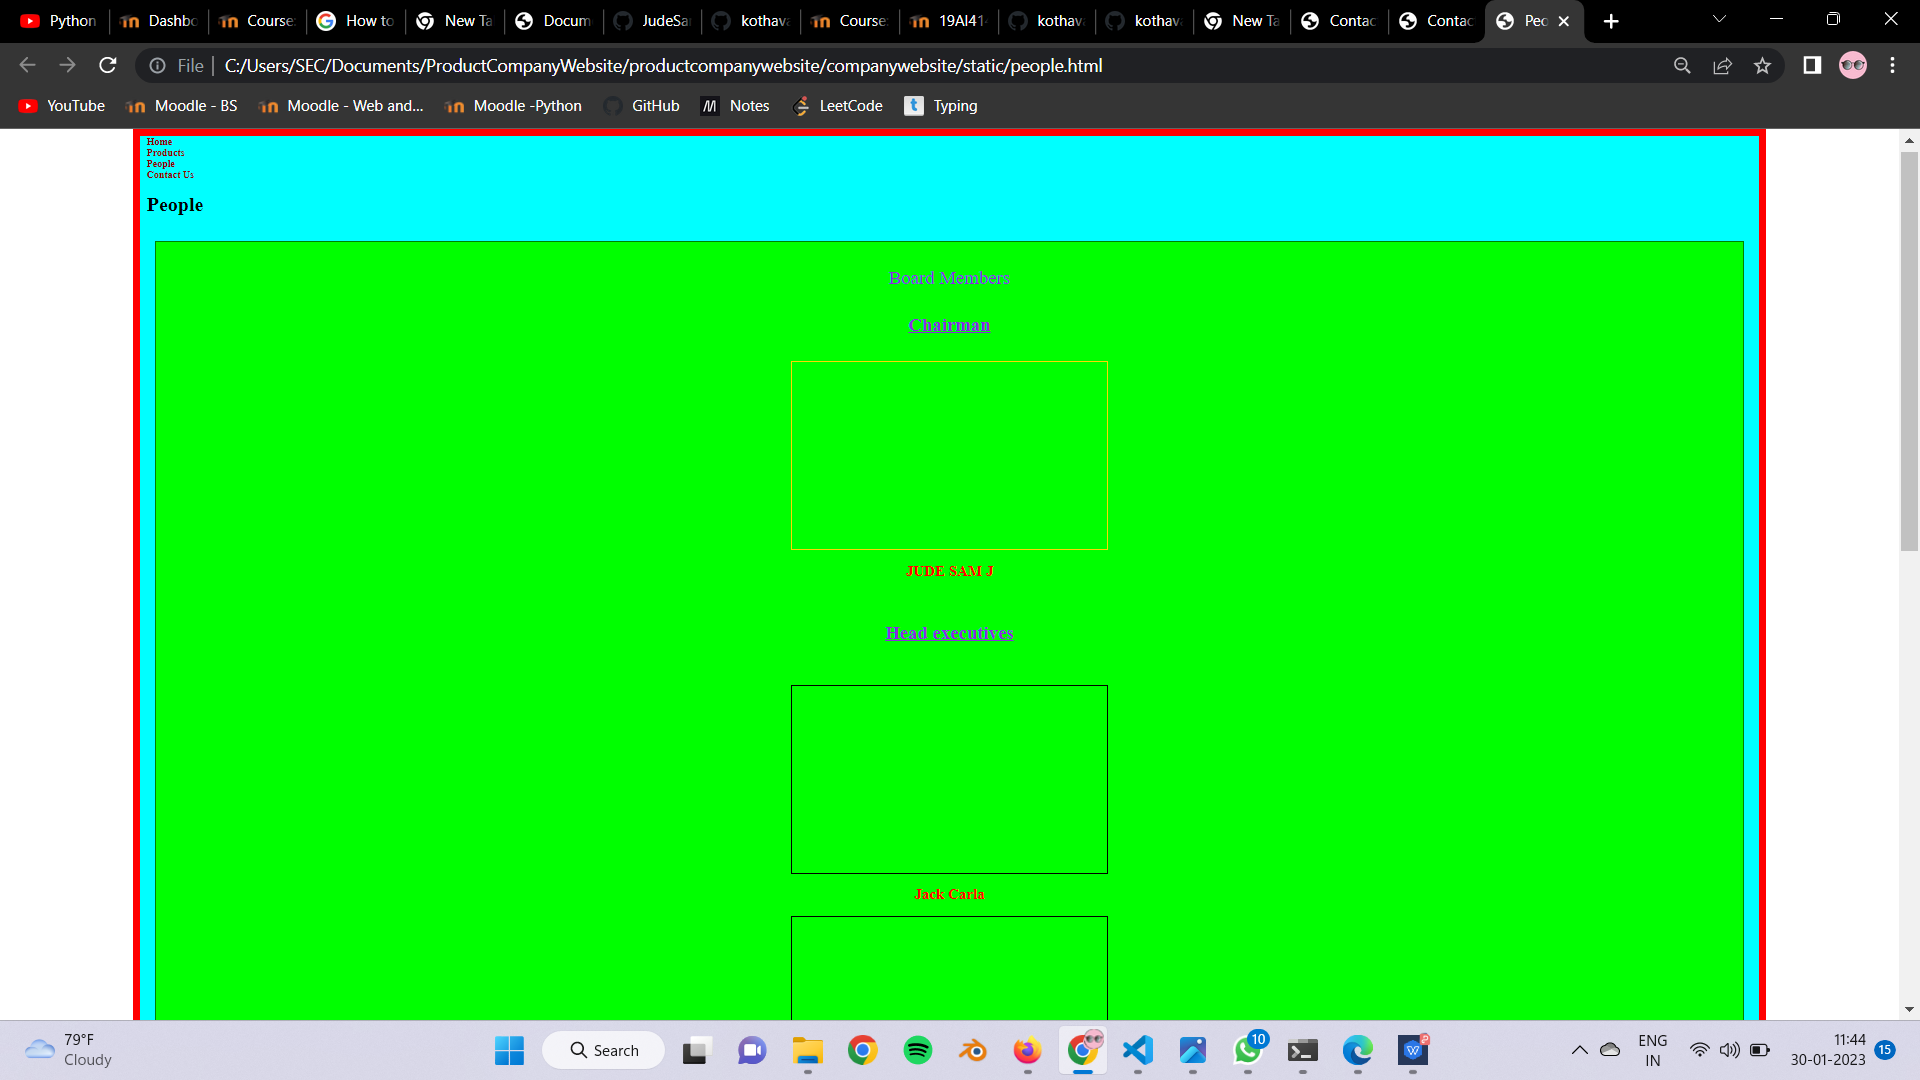 Python
Dashbo
Course:
How to
New Ta
Docum
JudeSa
kothava
Course:
19AI41
kothava
kothava
New Ta
Contac
Contac
Peo
File
C:/Users/SEC/Documents/ProductCompanyWebsite/productcompanywebsite/companywebsite/static/people.html
YouTube
Moodle - BS
Moodle - Web and...
Moodle -Python
GitHub
Notes
LeetCode
Typing
Home
Products
People
Contact Us
People
Board Members
Chairman
JUDE SAM J
Head executives
Jack Carla
79°F
Cloudy
Search
10
ENG
IN
11:44
30-01-2023
15